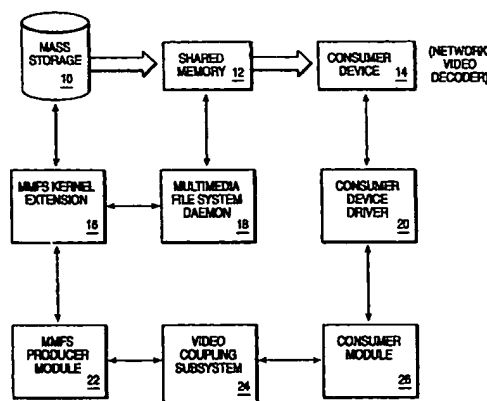 MASS
STORAGE
10
SHARED
MEMORY
12
CONSUMER
DEVICE
14
(NETWORK
VIDEO
DECODER)
MMFS KERNEL
EXTENSION
16
MULTIMEDIA
FILE SYSTEM
DAEMON
18
CONSUMER
DEVICE
DRIVER
20
MMFS
PRODUCER
MODULE
22
VIDEO
COUPLING
SUBSYSTEM
24
CONSUMER
MODULE
26